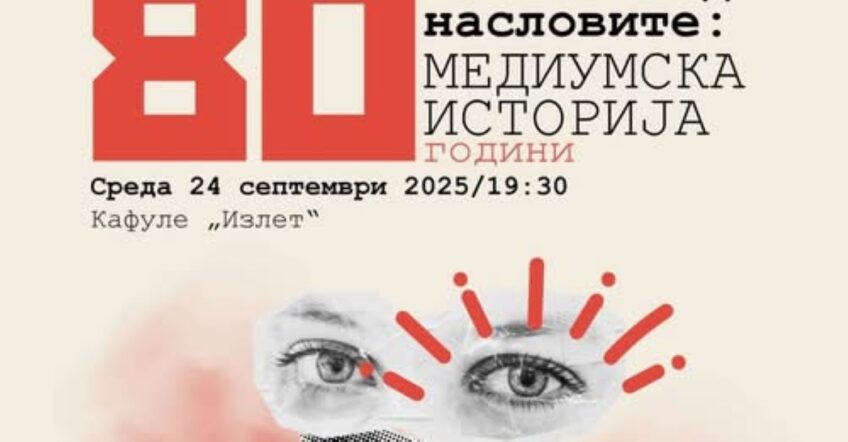 80
насловите:
МЕДИУМСКА
ИСТОРИЈА
ГОДИНИ
Среда 24 септември 2025/19:30
Кафуле „Излет“